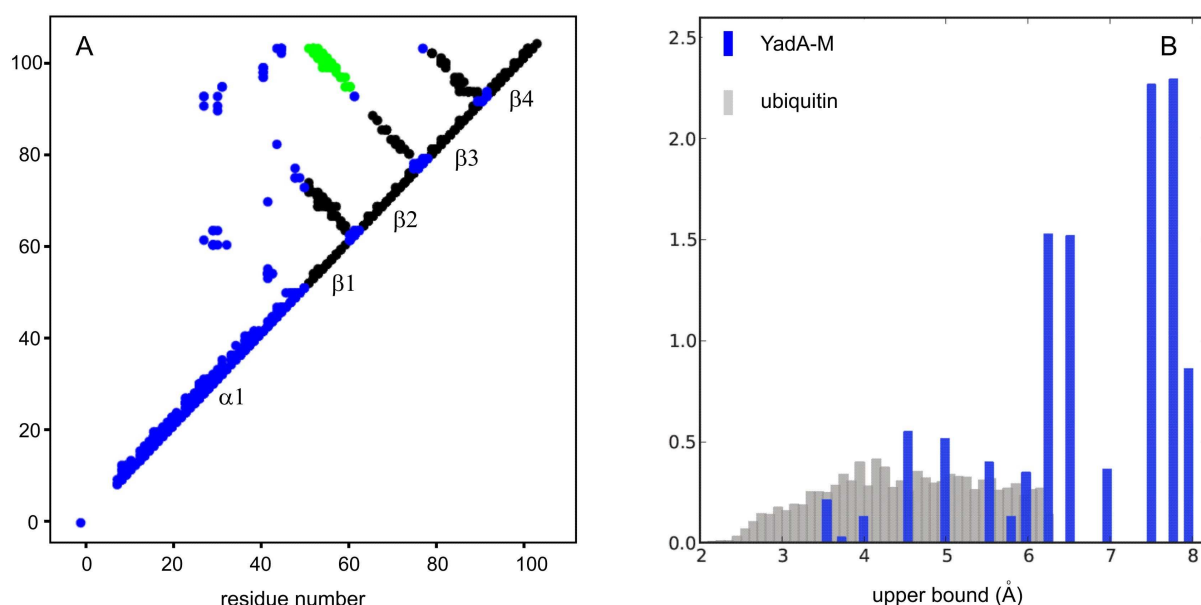 A
100
80
60
40
20
0
β4
β3
β2
β1
α1
0 20 40 60 80 100
residue number
B
2.5
2.0
1.5
1.0
0.5
0.0
YadA-M
ubiquitin
2 3 4 5 6 7 8
upper bound (Å)